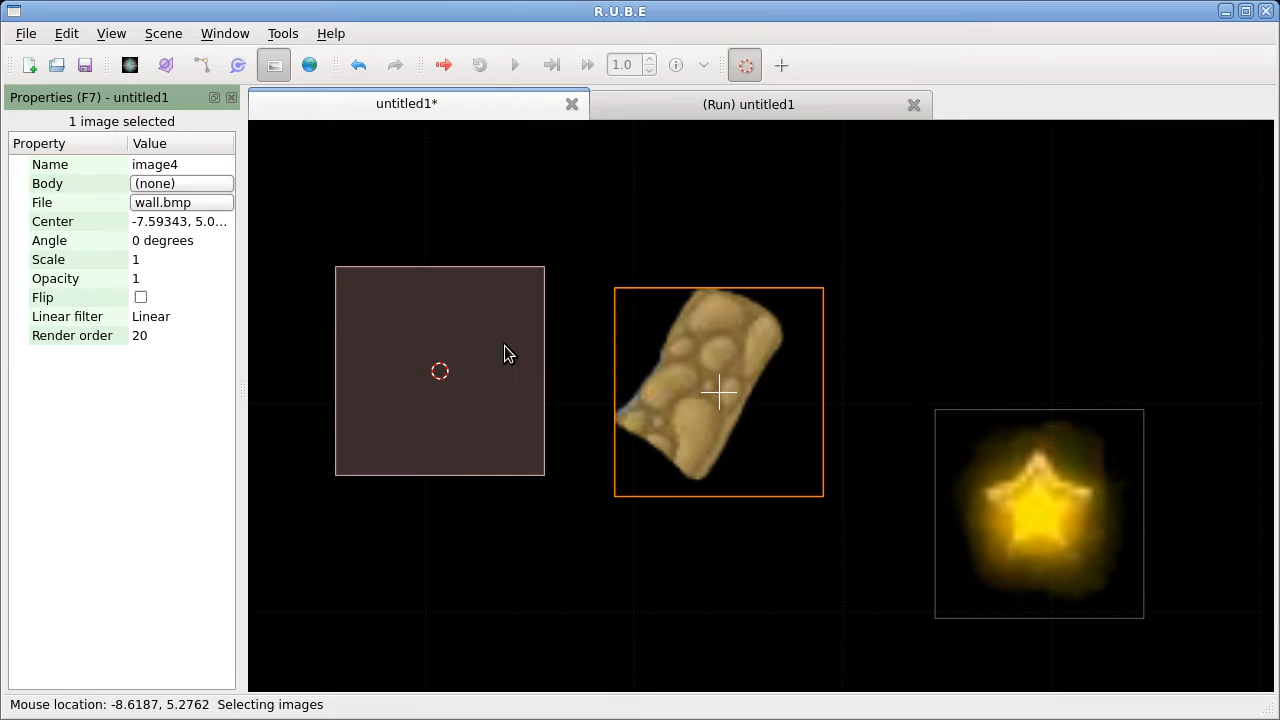 R.U.B.E
File Edit View Scene Window Tools Help
1.0
Properties (F7) - untitled1
untitled1*
(Run) untitled1
1 image selected
Property Value
Name image4
Body (none)
File wall.bmp
Center -7.59343, 5.0...
Angle 0 degrees
Scale 1
Opacity 1
Flip
Linear filter Linear
Render order 20
Mouse location: -8.6187, 5.2762 Selecting images